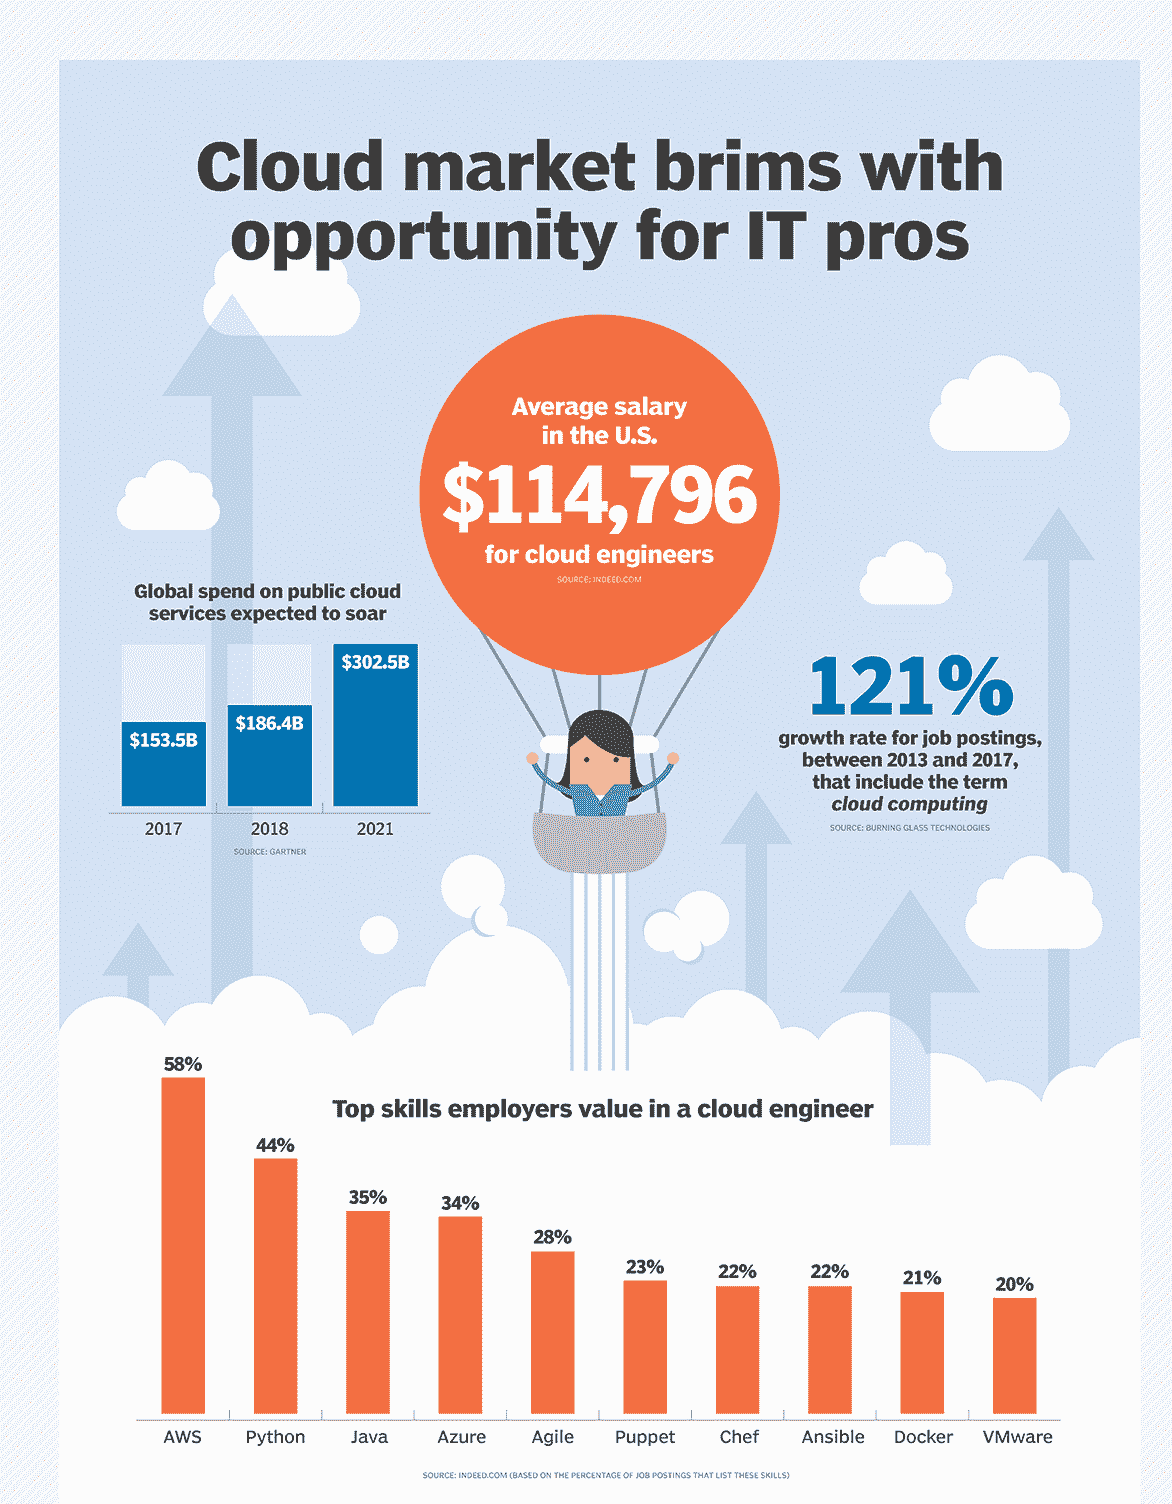 Cloud market brims with
opportunity for IT pros
Average salary
in the U.S.
$114,796
for cloud engineers
SOURCE: INDEED.COM
Global spend on public cloud
services expected to soar
$153.5B
$186.4B
$302.5B
2017
2018
2021
SOURCE: GARTNER
121%
growth rate for job postings,
between 2013 and 2017,
that include the term
cloud computing
SOURCE: BURNING GLASS TECHNOLOGIES
Top skills employers value in a cloud engineer
58%
44%
35%
34%
28%
23%
22%
22%
21%
20%
AWS
Python
Java
Azure
Agile
Puppet
Chef
Ansible
Docker
VMware
SOURCE: INDEED.COM (BASED ON THE PERCENTAGE OF JOB POSTINGS THAT LIST THESE SKILLS)